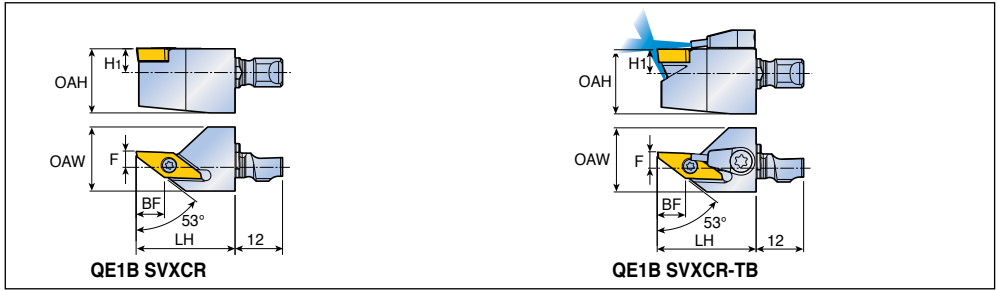 H1
OAH
OAW
F
BF
53°
LH
12
QE1B SVXCR
H1
OAH
OAW
F
BF
53°
LH
12
QE1B SVXCR-TB